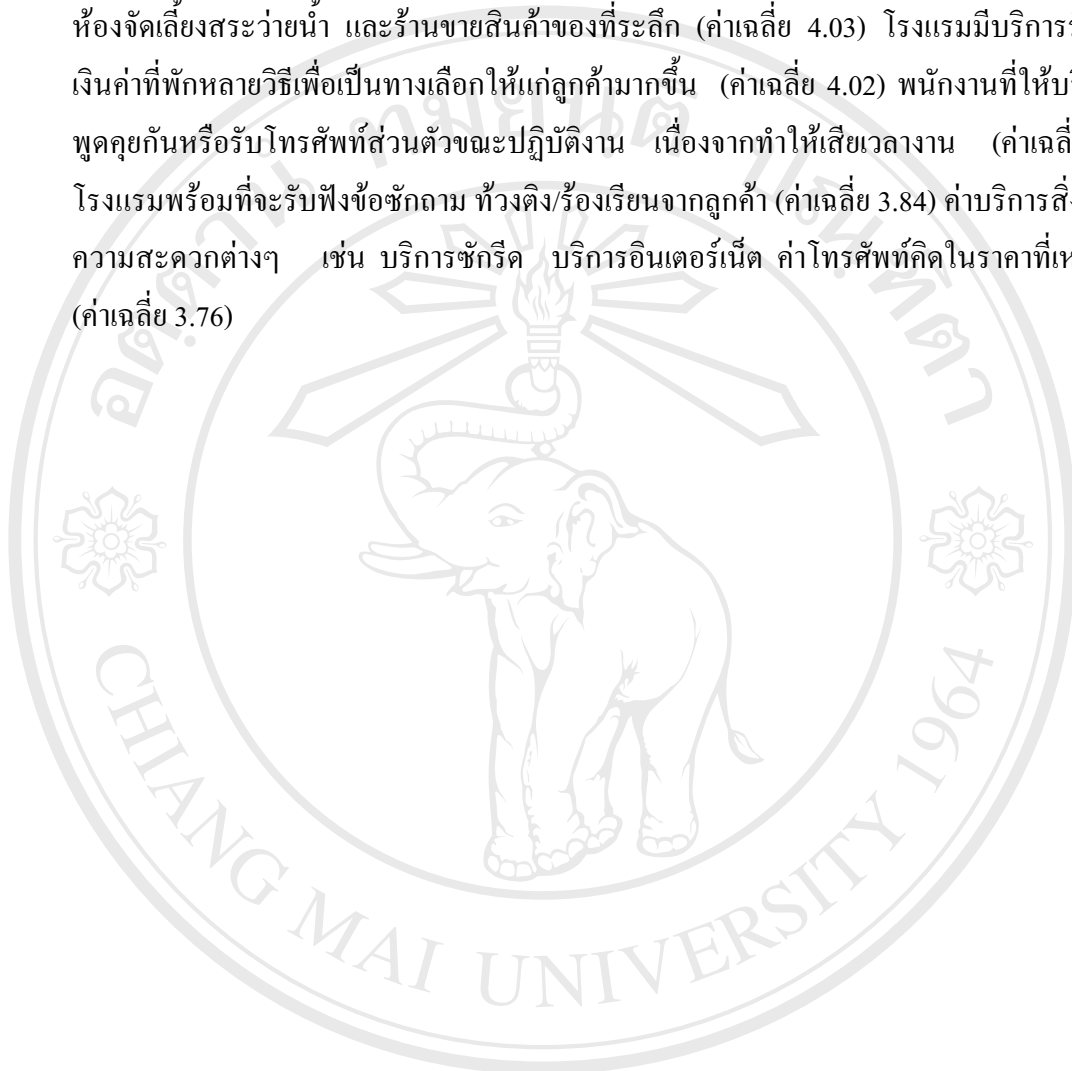 ห้องจัดเลี้ยงสระว่ายน้ำ และร้านขายสินค้าของที่ระลึก (ค่าเฉลี่ย 4.03) โรงแรมมีบริการ
เงินค่าที่พักหลายวิธีเพื่อเป็นทางเลือกให้แก่ลูกค้ามากขึ้น (ค่าเฉลี่ย 4.02) พนักงานที่ให้
พูดคุยกันหรือรับโทรศัพท์ส่วนตัวขณะปฏิบัติงาน เนื่องจากทำให้เสียเวลางาน (ค่าเฉลี่
โรงแรมพร้อมที่จะรับฟังข้อซักถาม ท้วงติง/ร้องเรียนจากลูกค้า (ค่าเฉลี่ย 3.84) ค่าบริการ
ความสะดวกต่างๆ เช่น บริการซักรีด บริการอินเตอร์เน็ต ค่าโทรศัพท์คิดในราคาที่
(ค่าเฉลี่ย 3.76)
อตฺตานํ ทมยนฺติ ปณฺฑิตา
CHIANG MAI UNIVERSITY 1964